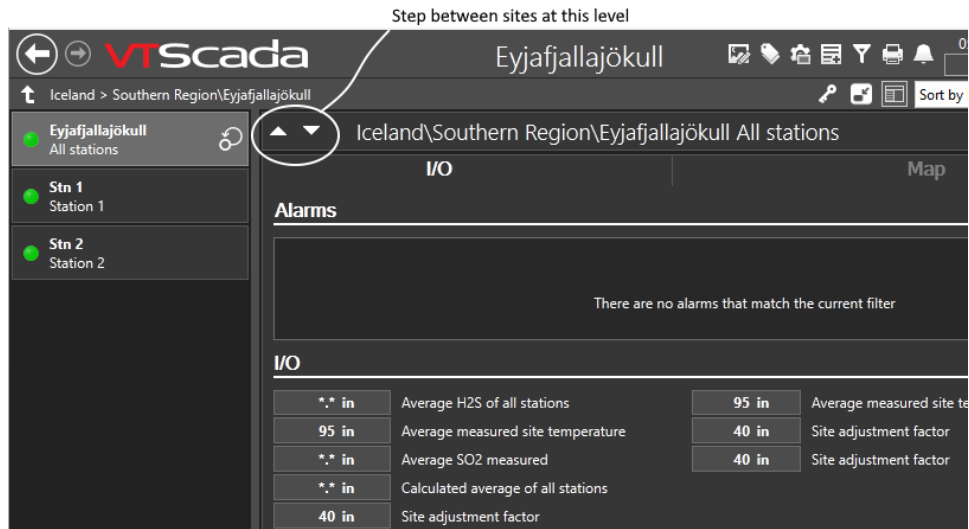 Step between sites at this level
VTScada
Eyjafjallajökull
Iceland > Southern Region\Eyjafjallajökull
Sort by
Eyjafjallajökull
All stations
Iceland\Southern Region\Eyjafjallajökull All stations
I/O
Map
Stn 1
Station 1
Alarms
Stn 2
Station 2
There are no alarms that match the current filter
I/O
*.* in Average H2S of all stations
95 in Average measured site
95 in Average measured site temperature
40 in Site adjustment factor
*.* in Average SO2 measured
40 in Site adjustment factor
*.* in Calculated average of all stations
40 in Site adjustment factor